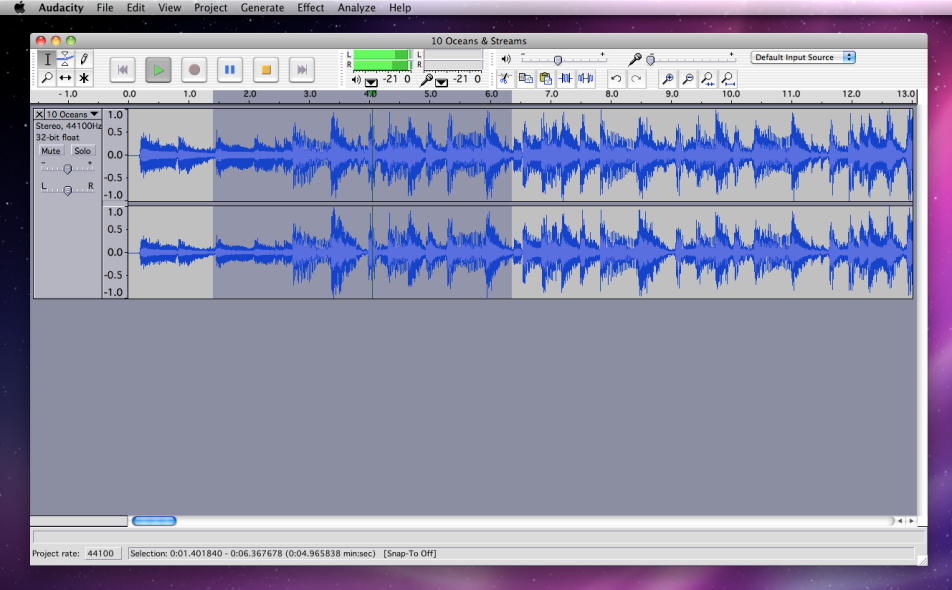 Audacity File Edit View Project Generate Effect Analyze Help
10 Oceans & Streams
L L
R R
-21 0 -21 0
Default Input Source
- 1.0 0.0 1.0 2.0 3.0 4.0 5.0 6.0 7.0 8.0 9.0 10.0 11.0 12.0 13.0
X 10 Oceans
Stereo, 44100Hz
32-bit float
Mute Solo
- +
L R
1.0
0.5
0.0
-0.5
-1.0
1.0
0.5
0.0
-0.5
-1.0
Project rate: 44100 Selection: 0:01.401840 - 0:06.367678 (0:04.965838 min:sec) [Snap-To Off]